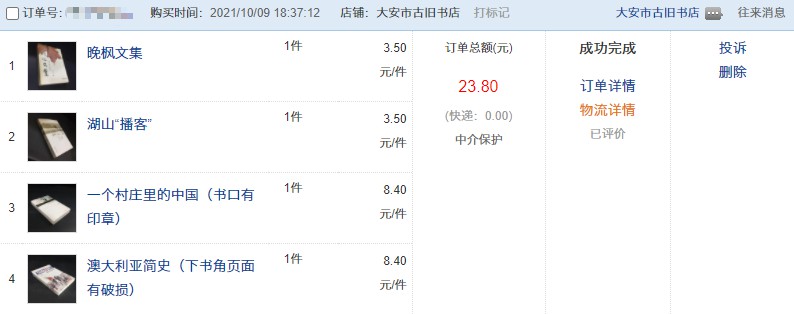 订单号: 购买时间: 2021/10/09 18:37:12 店铺: 大安市古旧书店 打标记 大安市古旧书店 往来消息
1 晚枫文集 1件 3.50 元/件
订单总额(元) 成功完成 投诉
删除
23.80 订单详情
(快递: 0.00) 物流详情
中介保护 已评价
2 湖山“播客” 1件 3.50 元/件
3 一个村庄里的中国（书口有 1件 8.40
印章） 元/件
4 澳大利亚简史（下书角页面 1件 8.40
有破损） 元/件